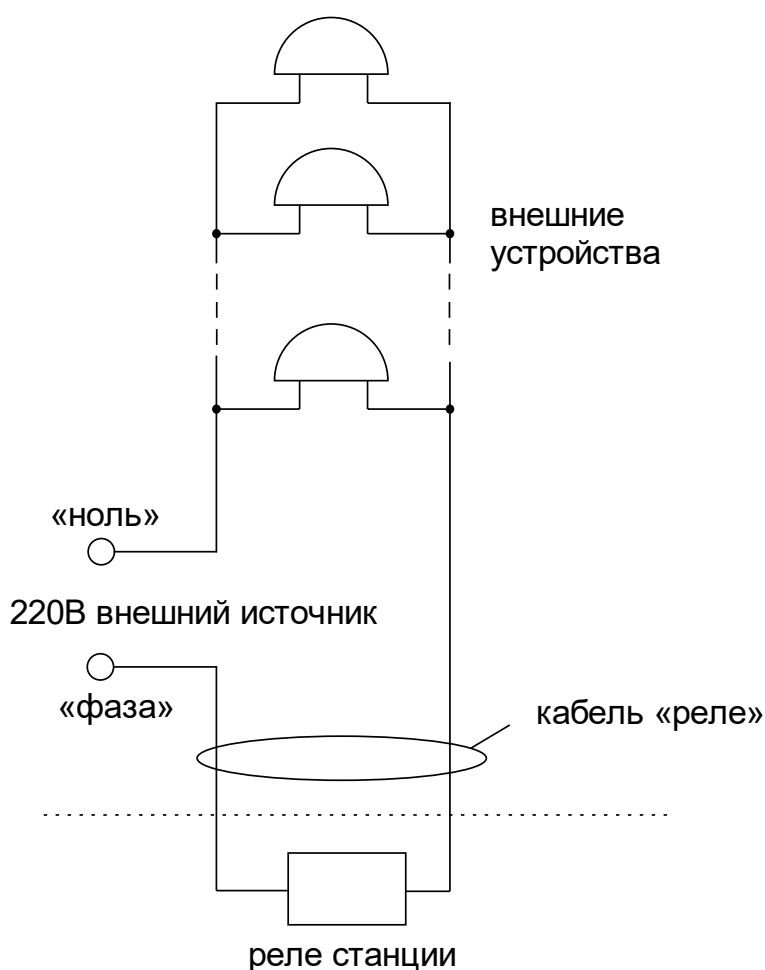 внешние
устройства
«ноль»
220В внешний источник
«фаза»
кабель «реле»
реле станции